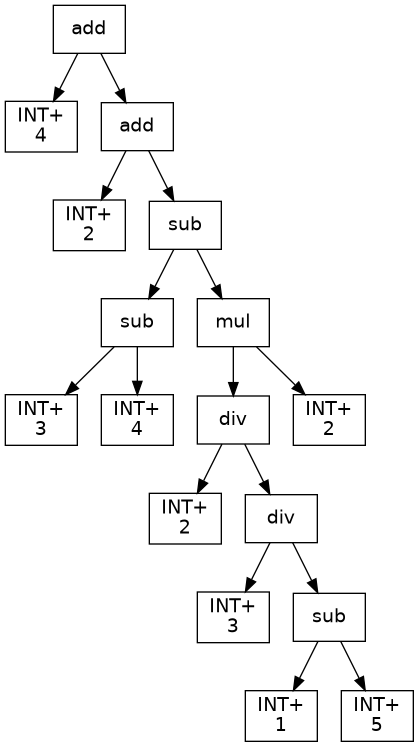 add
INT+
4
add
INT+
2
sub
sub
mul
INT+
3
INT+
4
div
INT+
2
INT+
2
div
INT+
3
sub
INT+
1
INT+
5